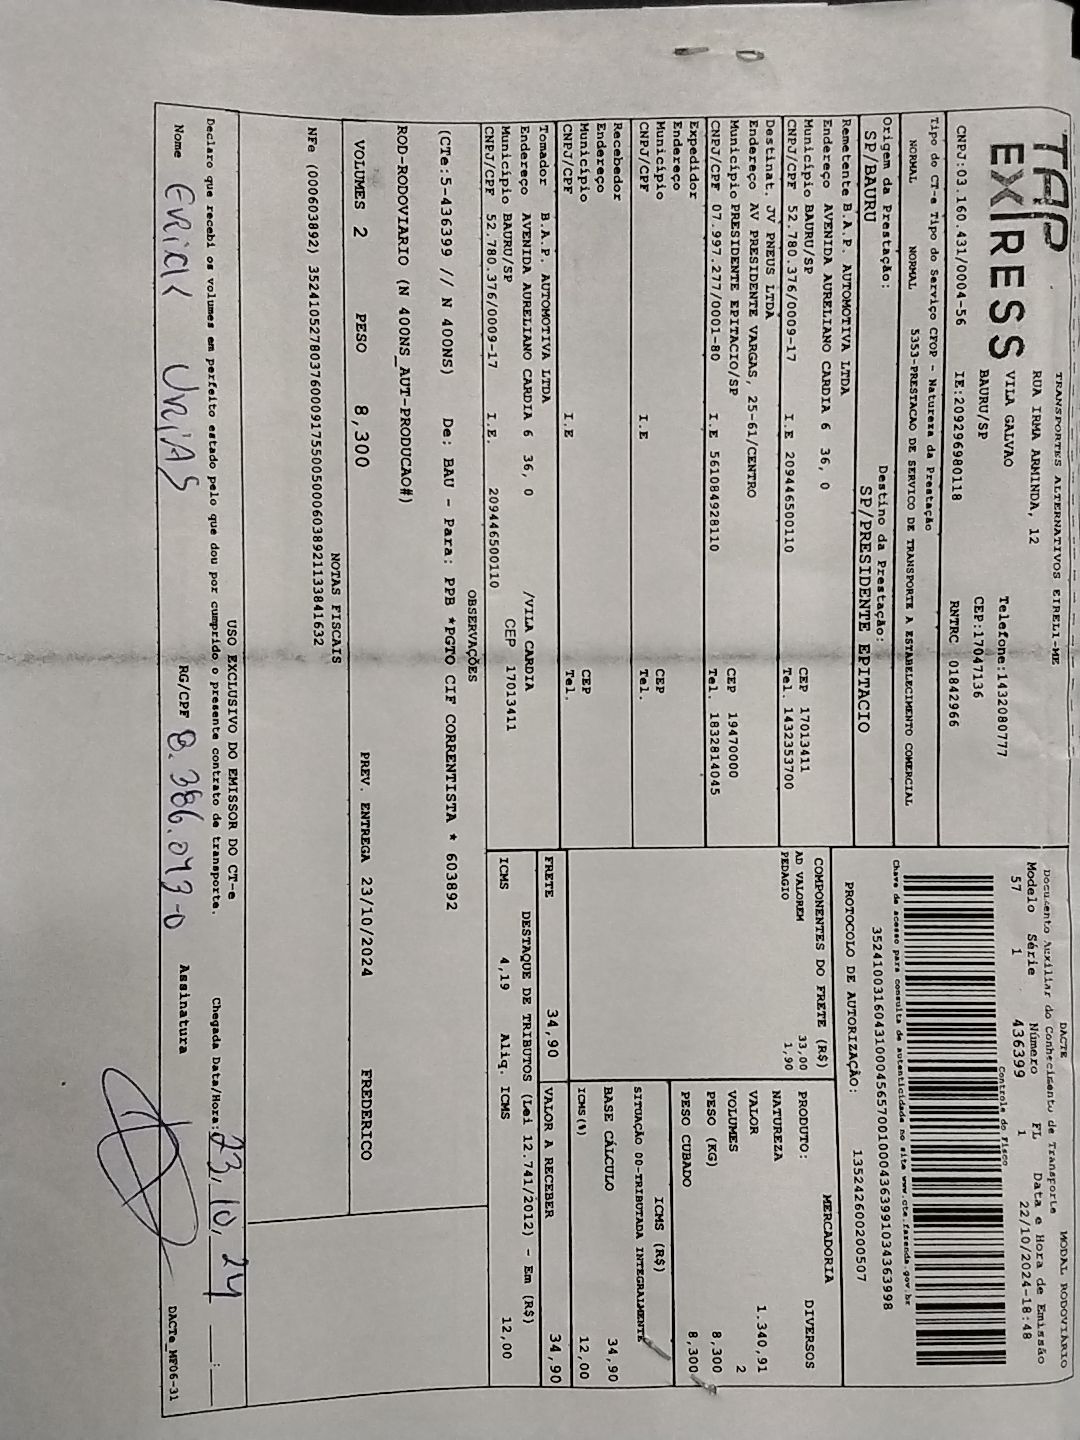 TAP
EXPRESS
TRANSPORTES ALTERNATIVOS EIRELI-ME
RUA IRMA ARMINDA, 12
VILA GALVAO
BAURU/SP
Telefone:1432080777
CEP:17047136
CNPJ:03.160.431/0004-56 IE:209296980118 RNTRC 01842966
DACTE MODAL RODOVIÁRIO
Documento Auxiliar do Conhecimento de Transporte
Modelo Série Número FL Data e Hora de Emissão
57 1 436399 1 22/10/2024-18:48
Controle do Fisco
Chave de acesso para consulta de autenticidade no site www.cte.fazenda.gov.br
35241003160431000456570010004363991034363998
PROTOCOLO DE AUTORIZAÇÃO: 135242600200507
Tipo do CT-e Tipo do Serviço CFOP - Natureza da Prestação
NORMAL NORMAL 5353-PRESTACAO DE SERVICO DE TRANSPORTE A ESTABELECIMENTO COMERCIAL
Origem da Prestação: Destino da Prestação:
SP/BAURU SP/PRESIDENTE EPITACIO
Remetente B.A.P. AUTOMOTIVA LTDA
Endereço AVENIDA AURELIANO CARDIA 6 36, 0
Município BAURU/SP CEP 17013411
CNPJ/CPF 52.780.376/0009-17 I.E 209446500110 Tel. 1432353700
Destinat. JV PNEUS LTDA
Endereço AV PRESIDENTE VARGAS, 25-61/CENTRO
Município PRESIDENTE EPITACIO/SP CEP 19470000
CNPJ/CPF 07.997.277/0001-80 I.E 561084928110 Tel. 1832814045
Expedidor
Endereço
Município CEP
CNPJ/CPF I.E Tel.
Recebedor
Endereço
Município CEP
CNPJ/CPF I.E Tel.
Tomador B.A.P. AUTOMOTIVA LTDA
Endereço AVENIDA AURELIANO CARDIA 6 36, 0 /VILA CARDIA
Município BAURU/SP CEP 17013411
CNPJ/CPF 52.780.376/0009-17 I.E. 209446500110
COMPONENTES DO FRETE (R$)
AD VALOREM 33,00
PEDAGIO 1,90
FRETE 34,90
MERCADORIA
PRODUTO: DIVERSOS
NATUREZA
VALOR 1.340,91
VOLUMES 2
PESO (KG) 8,300
PESO CUBADO 8,300
ICMS (R$)
SITUAÇÃO 00-TRIBUTADA INTEGRALMENTE
BASE CÁLCULO 34,90
ICMS(%) 12,00
VALOR A RECEBER 34,90
DESTAQUE DE TRIBUTOS (Lei 12.741/2012) - Em (R$)
ICMS 4,19 Aliq. ICMS 12,00
OBSERVAÇÕES
(CTe:5-436399 // N 400NS) De: BAU - Para: PPB *PGTO CIF CORRENTISTA * 603892
ROD-RODOVIARIO (N 400NS_AUT-PRODUCAO#)
VOLUMES 2 PESO 8,300 PREV. ENTREGA 23/10/2024 FREDERICO
NOTAS FISCAIS
NFe (000603892) 35241052780376000917550050006038921133841632
USO EXCLUSIVO DO EMISSOR DO CT-e
Declaro que recebi os volumes em perfeito estado pelo que dou por cumprido o presente contrato de transporte. Chegada Data/Hora: 23, 10, 24 __:__
Nome Erick Urias RG/CPF 8.386.093-0 Assinatura
DACTe_MF06-31